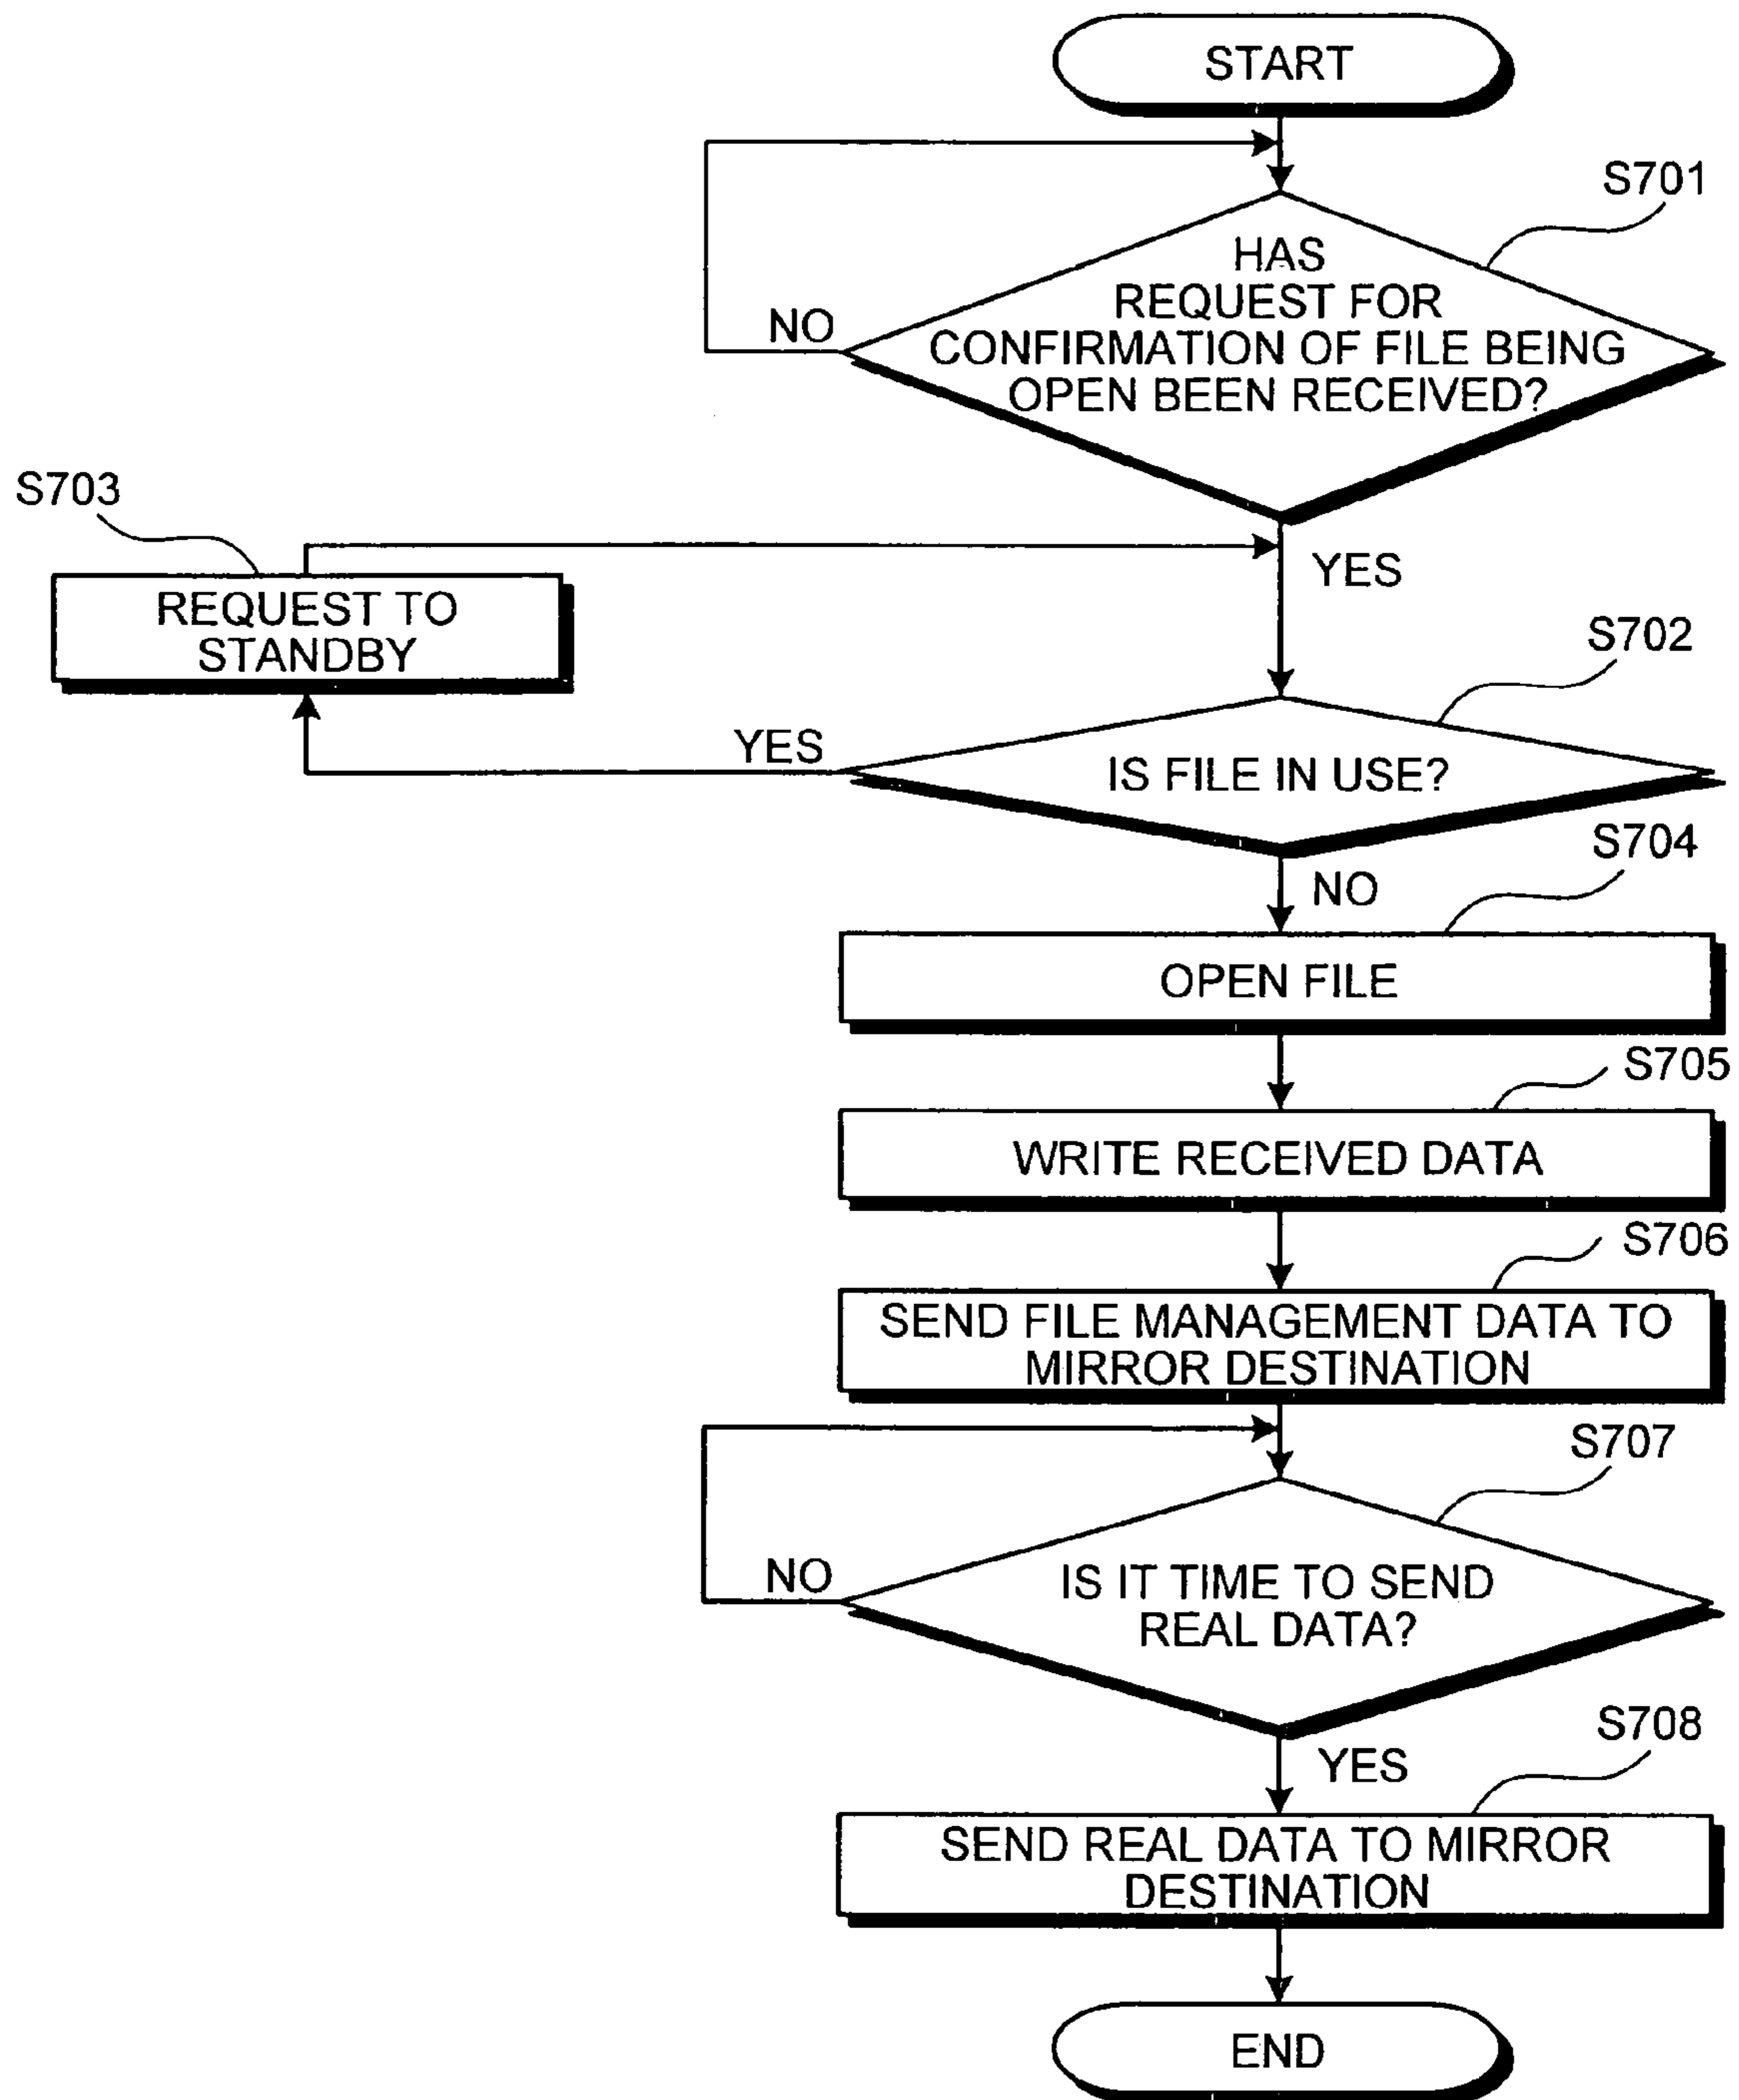 START
S701
HAS
REQUEST FOR
CONFIRMATION OF FILE BEING
OPEN BEEN RECEIVED?
NO
S703
YES
REQUEST TO
STANDBY
S702
YES
IS FILE IN USE?
S704
NO
OPEN FILE
S705
WRITE RECEIVED DATA
S706
SEND FILE MANAGEMENT DATA TO
MIRROR DESTINATION
S707
NO
IS IT TIME TO SEND
REAL DATA?
S708
YES
SEND REAL DATA TO MIRROR
DESTINATION
END